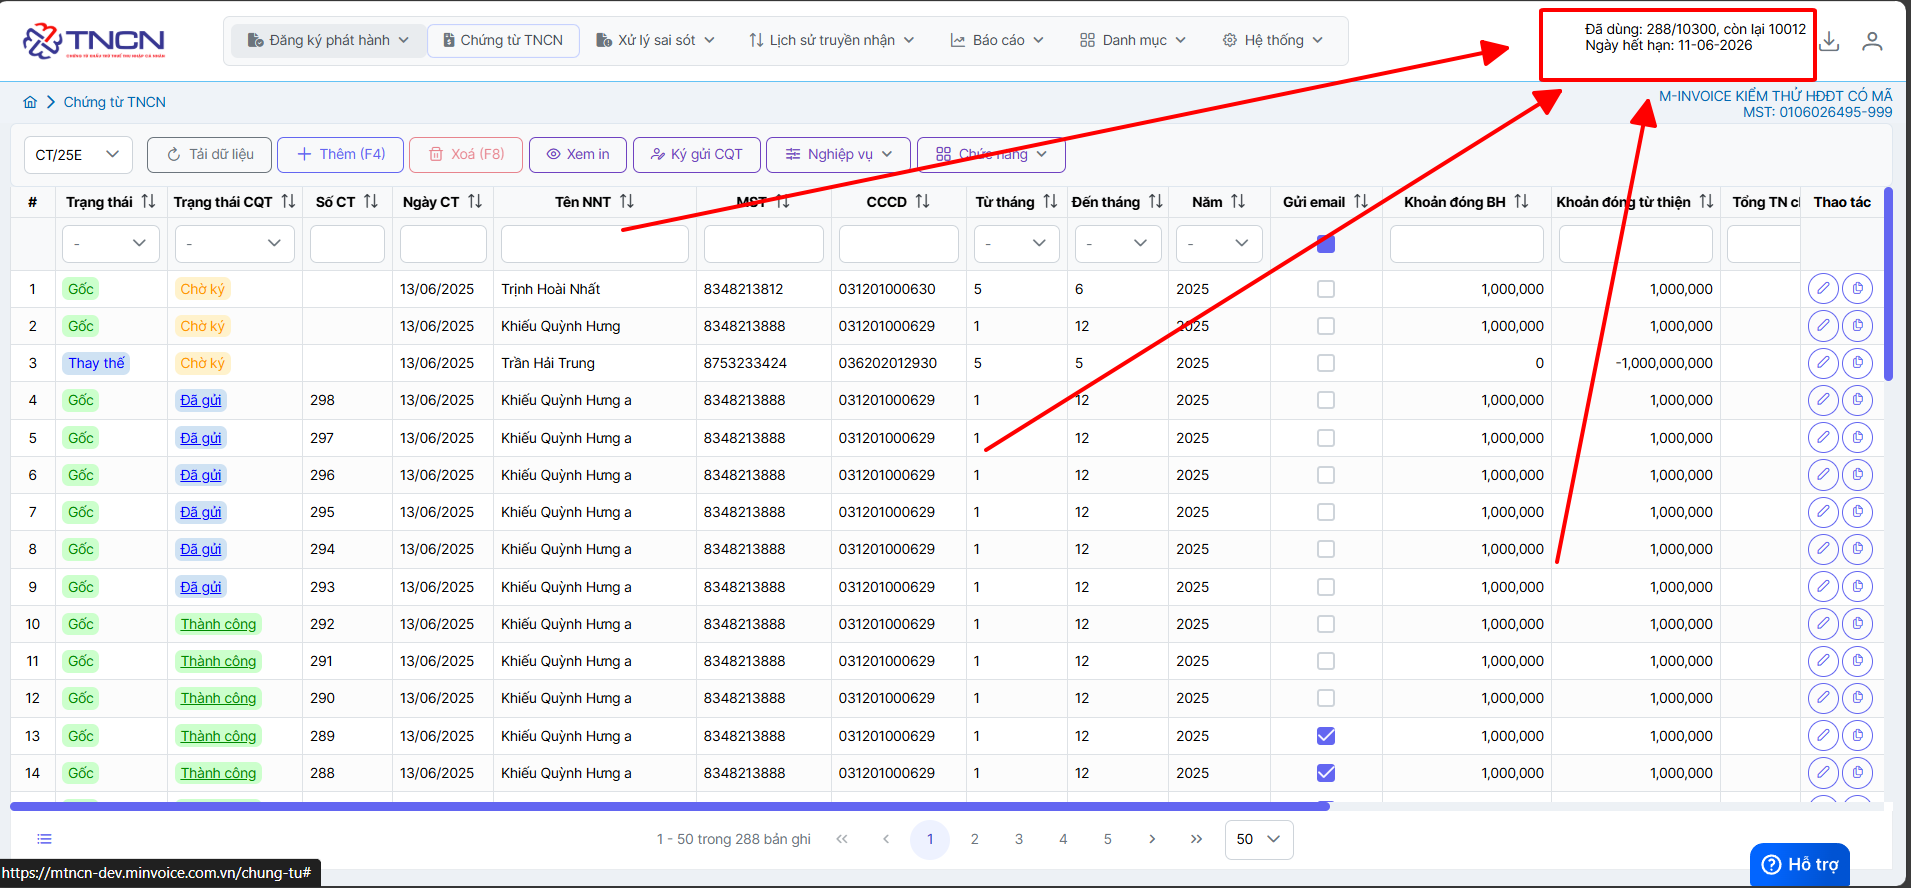 TNCN
Đăng ký phát hành
Chứng từ TNCN
Xử lý sai sót
Lịch sử truyền nhận
Báo cáo
Danh mục
Hệ thống
Đã dùng: 288/10300, còn lại 10012
Ngày hết hạn: 11-06-2026
Chứng từ TNCN
M-INVOICE KIỂM THỬ HĐĐT CÓ MÃ
MST: 0106026495-999
CT/25E
Tải dữ liệu
Thêm (F4)
Xoá (F8)
Xem in
Ký gửi CQT
Nghiệp vụ
Chức năng
# Trạng thái Trạng thái CQT Số CT Ngày CT Tên NNT MST CCCD Từ tháng Đến tháng Năm Gửi email Khoản đóng BH Khoản đóng từ thiện Tổng TN cl Thao tác
- - - - -
1 Gốc Chờ ký 13/06/2025 Trịnh Hoài Nhất 8348213812 031201000630 5 6 2025 1,000,000 1,000,000
2 Gốc Chờ ký 13/06/2025 Khiếu Quỳnh Hưng 8348213888 031201000629 1 12 2025 1,000,000 1,000,000
3 Thay thế Chờ ký 13/06/2025 Trần Hải Trung 8753233424 036202012930 5 5 2025 0 -1,000,000,000
4 Gốc Đã gửi 298 13/06/2025 Khiếu Quỳnh Hưng a 8348213888 031201000629 1 12 2025 1,000,000 1,000,000
5 Gốc Đã gửi 297 13/06/2025 Khiếu Quỳnh Hưng a 8348213888 031201000629 1 12 2025 1,000,000 1,000,000
6 Gốc Đã gửi 296 13/06/2025 Khiếu Quỳnh Hưng a 8348213888 031201000629 1 12 2025 1,000,000 1,000,000
7 Gốc Đã gửi 295 13/06/2025 Khiếu Quỳnh Hưng a 8348213888 031201000629 1 12 2025 1,000,000 1,000,000
8 Gốc Đã gửi 294 13/06/2025 Khiếu Quỳnh Hưng a 8348213888 031201000629 1 12 2025 1,000,000 1,000,000
9 Gốc Đã gửi 293 13/06/2025 Khiếu Quỳnh Hưng a 8348213888 031201000629 1 12 2025 1,000,000 1,000,000
10 Gốc Thành công 292 13/06/2025 Khiếu Quỳnh Hưng a 8348213888 031201000629 1 12 2025 1,000,000 1,000,000
11 Gốc Thành công 291 13/06/2025 Khiếu Quỳnh Hưng a 8348213888 031201000629 1 12 2025 1,000,000 1,000,000
12 Gốc Thành công 290 13/06/2025 Khiếu Quỳnh Hưng a 8348213888 031201000629 1 12 2025 1,000,000 1,000,000
13 Gốc Thành công 289 13/06/2025 Khiếu Quỳnh Hưng a 8348213888 031201000629 1 12 2025 1,000,000 1,000,000
14 Gốc Thành công 288 13/06/2025 Khiếu Quỳnh Hưng a 8348213888 031201000629 1 12 2025 1,000,000 1,000,000
1 - 50 trong 288 bản ghi
1 2 3 4 5
50
Hỗ trợ
https://mtncn-dev.minvoice.com.vn/chung-tu#